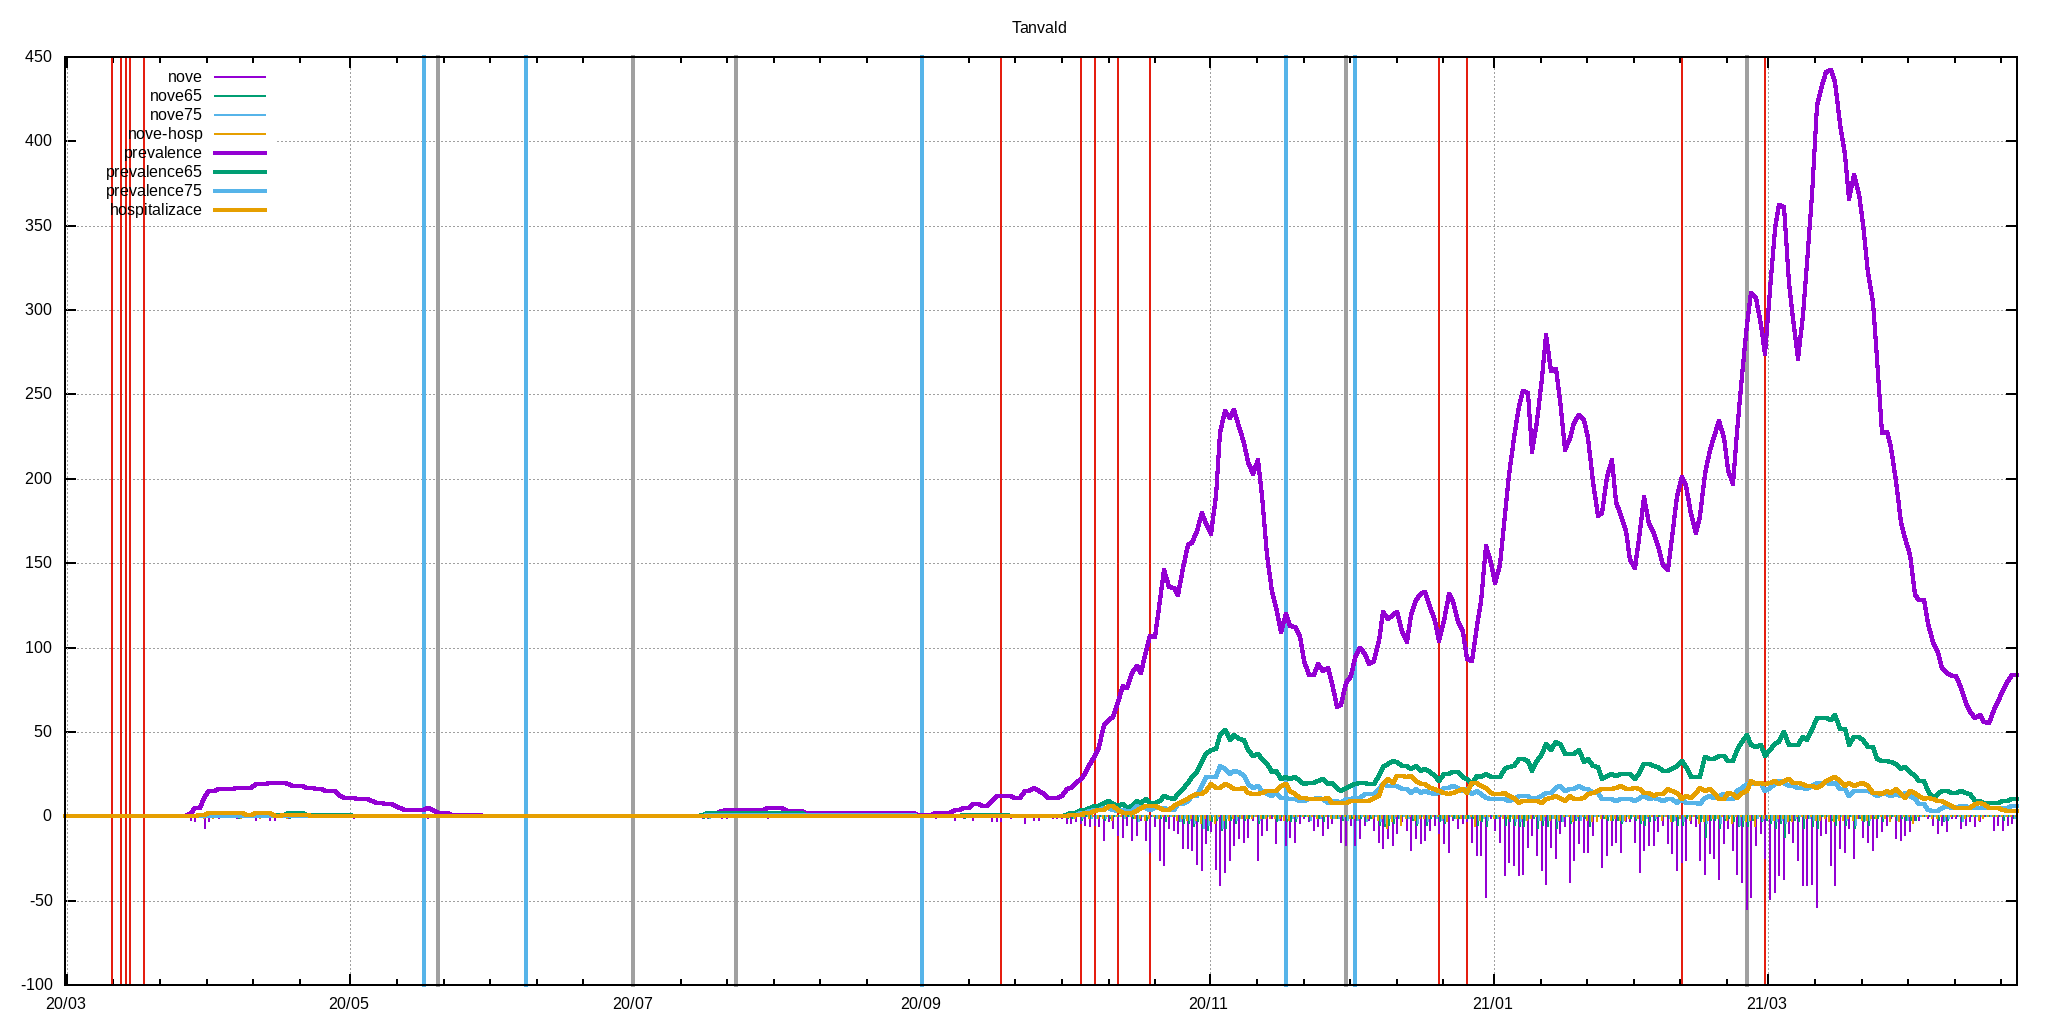 Tanvald
450
400
350
300
250
200
150
100
50
0
-50
-100
nove
nove65
nove75
nove-hosp
prevalence
prevalence65
prevalence75
hospitalizace
20/03 20/05 20/07 20/09 20/11 21/01 21/03